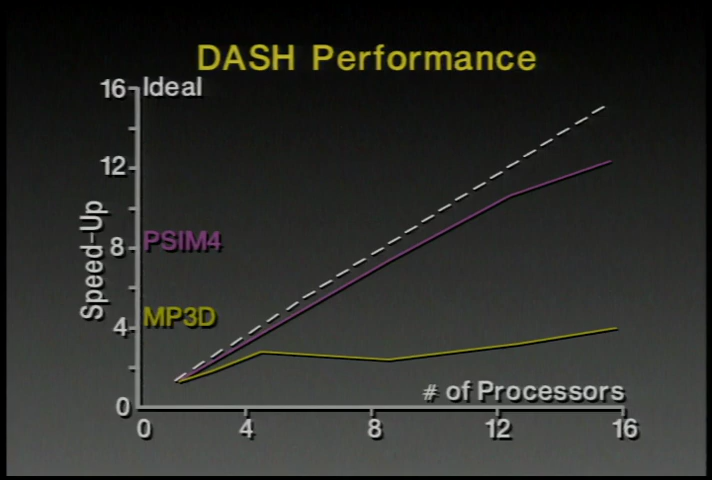 DASH Performance
16
Ideal
12
Speed-Up
PSIM4
8
MP3D
4
# of Processors
0
0 4 8 12 16